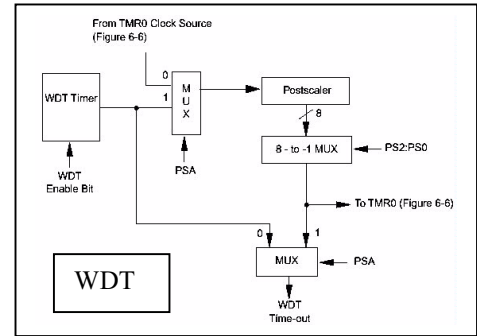 From TMR0 Clock Source
(Figure 6-6)
0
1
WDT Timer
M
U
X
Postscaler
8
8 - to -1 MUX
PS2:PS0
WDT
Enable Bit
PSA
To TMR0 (Figure 6-6)
0
1
MUX
PSA
WDT
WDT
Time-out